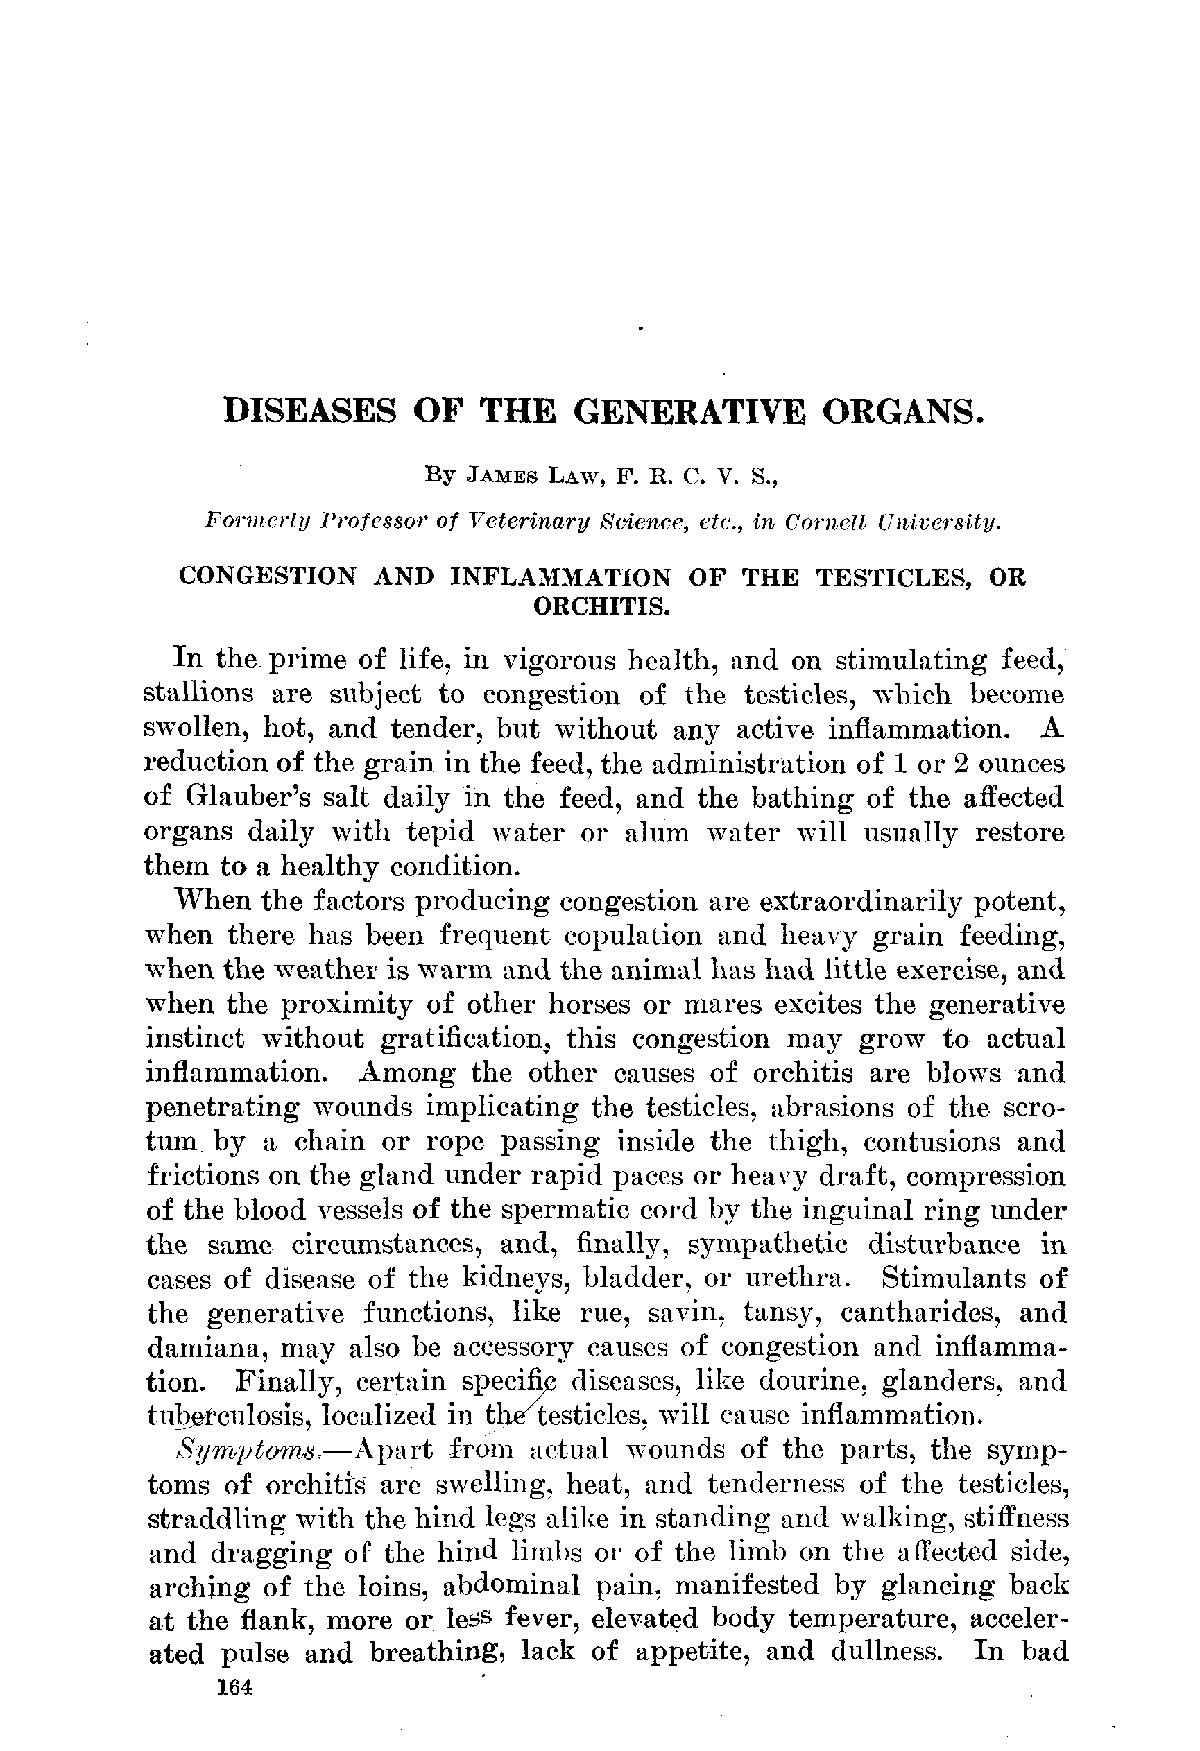 DISEASES OF THE GENERATIVE ORGANS.
By JAMES LAW, F. R. C. V. S.,
Formerly Professor of Veterinary Science, etc., in Cornell University.
CONGESTION AND INFLAMMATION OF THE TESTICLES, OR
ORCHITIS.
In the prime of life, in vigorous health, and on stimulating feed,
stallions are subject to congestion of the testicles, which become
swollen, hot, and tender, but without any active inflammation. A
reduction of the grain in the feed, the administration of 1 or 2 ounces
of Glauber's salt daily in the feed, and the bathing of the affected
organs daily with tepid water or alum water will usually restore
them to a healthy condition.
When the factors producing congestion are extraordinarily potent,
when there has been frequent copulation and heavy grain feeding,
when the weather is warm and the animal has had little exercise, and
when the proximity of other horses or mares excites the generative
instinct without gratification, this congestion may grow to actual
inflammation. Among the other causes of orchitis are blows and
penetrating wounds implicating the testicles, abrasions of the scro-
tum by a chain or rope passing inside the thigh, contusions and
frictions on the gland under rapid paces or heavy draft, compression
of the blood vessels of the spermatic cord by the inguinal ring under
the same circumstances, and, finally, sympathetic disturbance in
cases of disease of the kidneys, bladder, or urethra. Stimulants of
the generative functions, like rue, savin, tansy, cantharides, and
damiana, may also be accessory causes of congestion and inflamma-
tion. Finally, certain specific diseases, like dourine, glanders, and
tuberculosis, localized in the testicles, will cause inflammation.
Symptoms.—Apart from actual wounds of the parts, the symp-
toms of orchitis are swelling, heat, and tenderness of the testicles,
straddling with the hind legs alike in standing and walking, stiffness
and dragging of the hind limbs or of the limb on the affected side,
arching of the loins, abdominal pain, manifested by glancing back
at the flank, more or less fever, elevated body temperature, acceler-
ated pulse and breathing, lack of appetite, and dullness. In bad
164